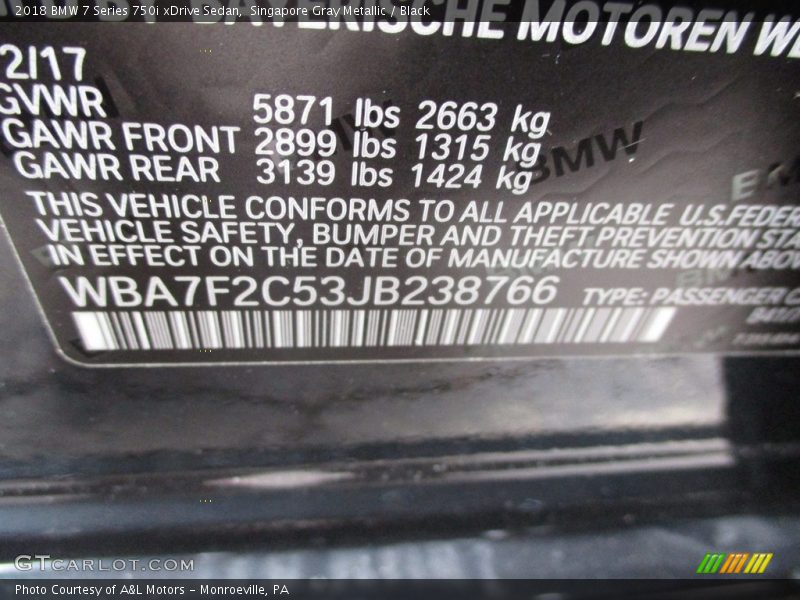 2018 BMW 7 Series 750i xDrive Sedan, Singapore Gray Metallic / Black
BAYERISCHE MOTOREN WE
2/17
GVWR 5871 lbs 2663 kg
GAWR FRONT 2899 lbs 1315 kg
GAWR REAR 3139 lbs 1424 kg
BMW
THIS VEHICLE CONFORMS TO ALL APPLICABLE U.S.FEDER
VEHICLE SAFETY, BUMPER AND THEFT PREVENTION STA
IN EFFECT ON THE DATE OF MANUFACTURE SHOWN ABOV
WBA7F2C53JB238766 TYPE: PASSENGER C
GTCARLOT.COM
Photo Courtesy of A&L Motors – Monroeville, PA